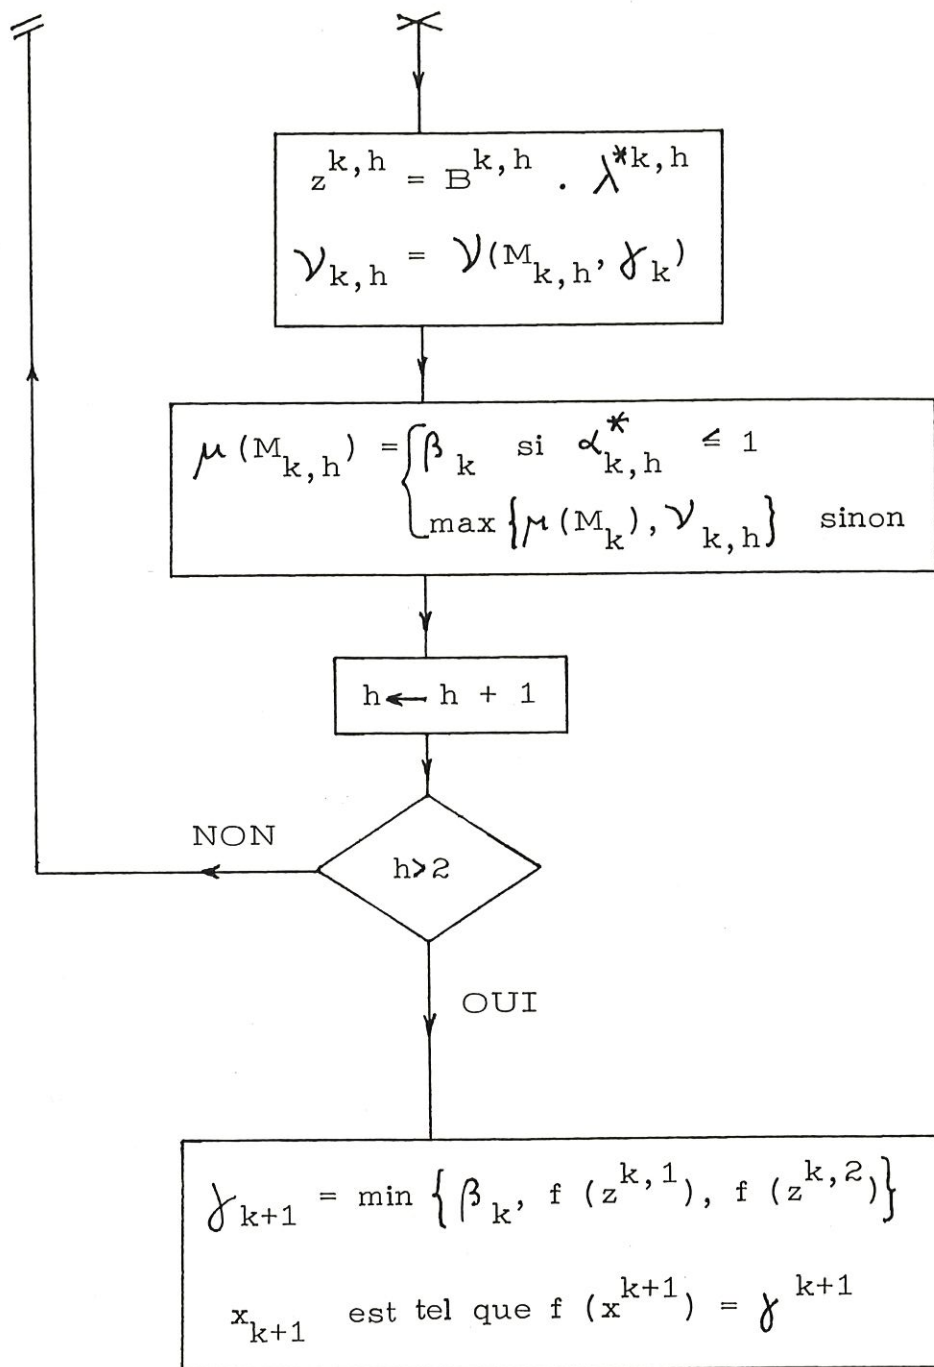 z^{k,h} = B^{k,h} . λ^{*k,h}
ν_{k,h} = ν(M_{k,h}, γ_k)
μ(M_{k,h}) = { β_k si α^*_{k,h} ≤ 1
max {μ(M_k), ν_{k,h}} sinon
h ← h + 1
NON
h>2
OUI
γ_{k+1} = min {β_k, f (z^{k,1}), f (z^{k,2})}
x_{k+1} est tel que f (x^{k+1}) = γ^{k+1}